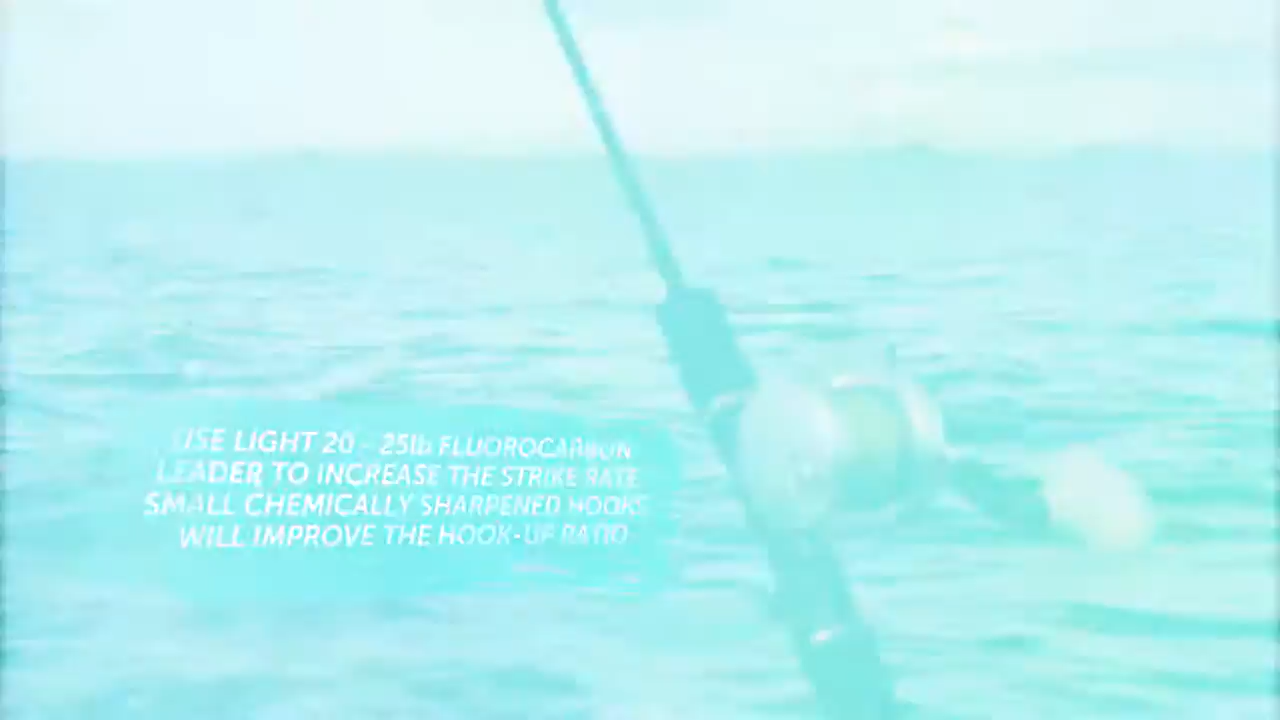 USE LIGHT 20 - 25lb FLUOROCARBON
LEADER TO INCREASE THE STRIKE RATE
SMALL CHEMICALLY SHARPENED HOOKS
WILL IMPROVE THE HOOK-UP RATIO